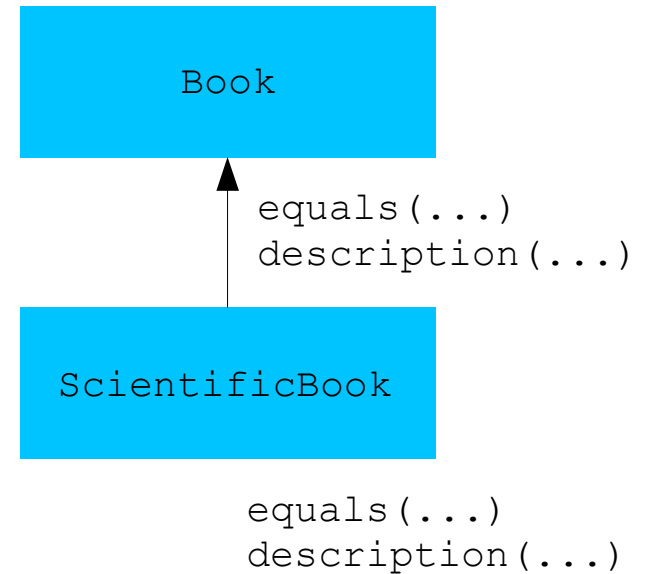 Book
equals(...)
description(...)
ScientificBook
equals(...)
description(...)